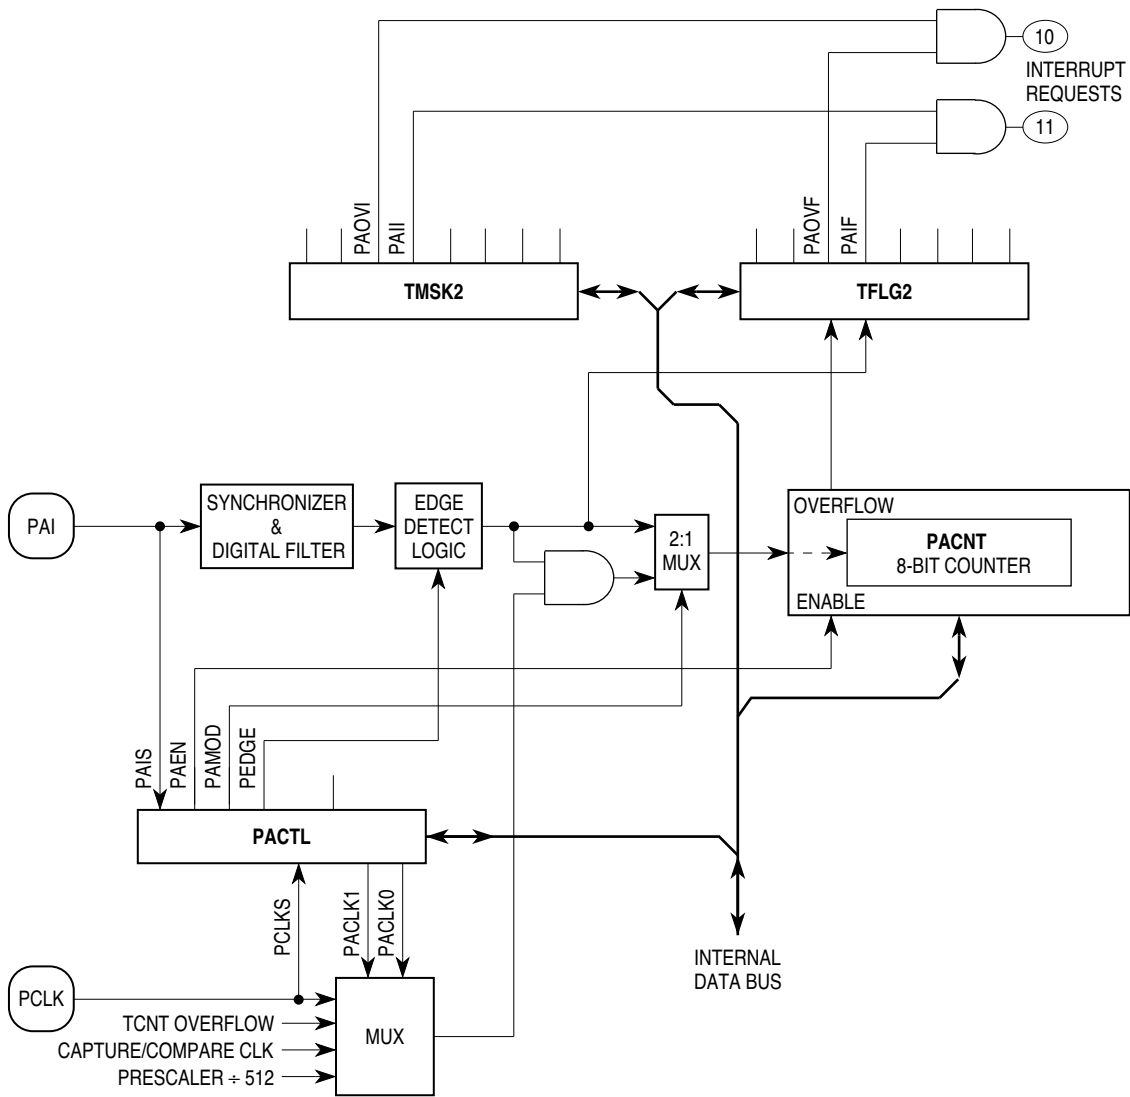 10
INTERRUPT
REQUESTS
11
PAOVI
PAII
PAOVF
PAIF
TMSK2
TFLG2
PAI
SYNCHRONIZER
&
DIGITAL FILTER
EDGE
DETECT
LOGIC
2:1
MUX
OVERFLOW
PACNT
8-BIT COUNTER
ENABLE
PAIS
PAEN
PAMOD
PEDGE
PACTL
PCLKS
PACLK1
PACLK0
INTERNAL
DATA BUS
PCLK
TCNT OVERFLOW
CAPTURE/COMPARE CLK
PRESCALER ÷ 512
MUX